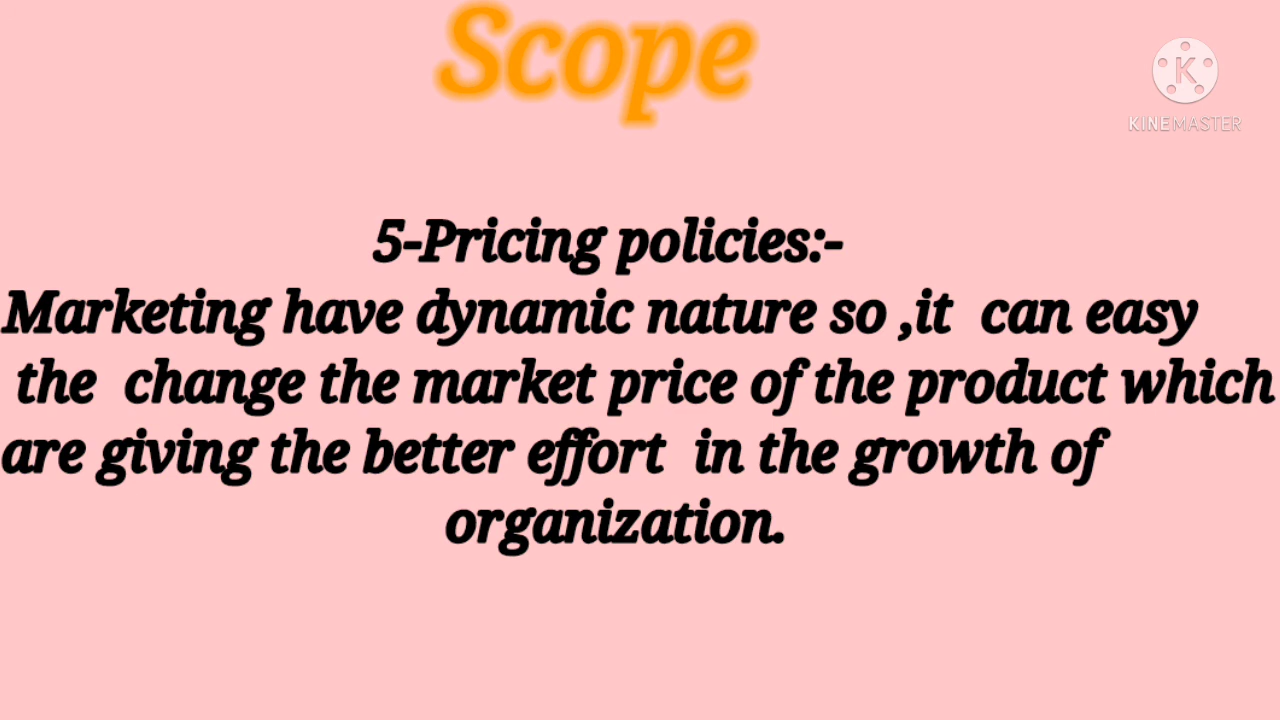 Scope
KINEMASTER
5-Pricing policies:-
Marketing have dynamic nature so ,it can easy
the change the market price of the product which
are giving the better effort in the growth of
organization.